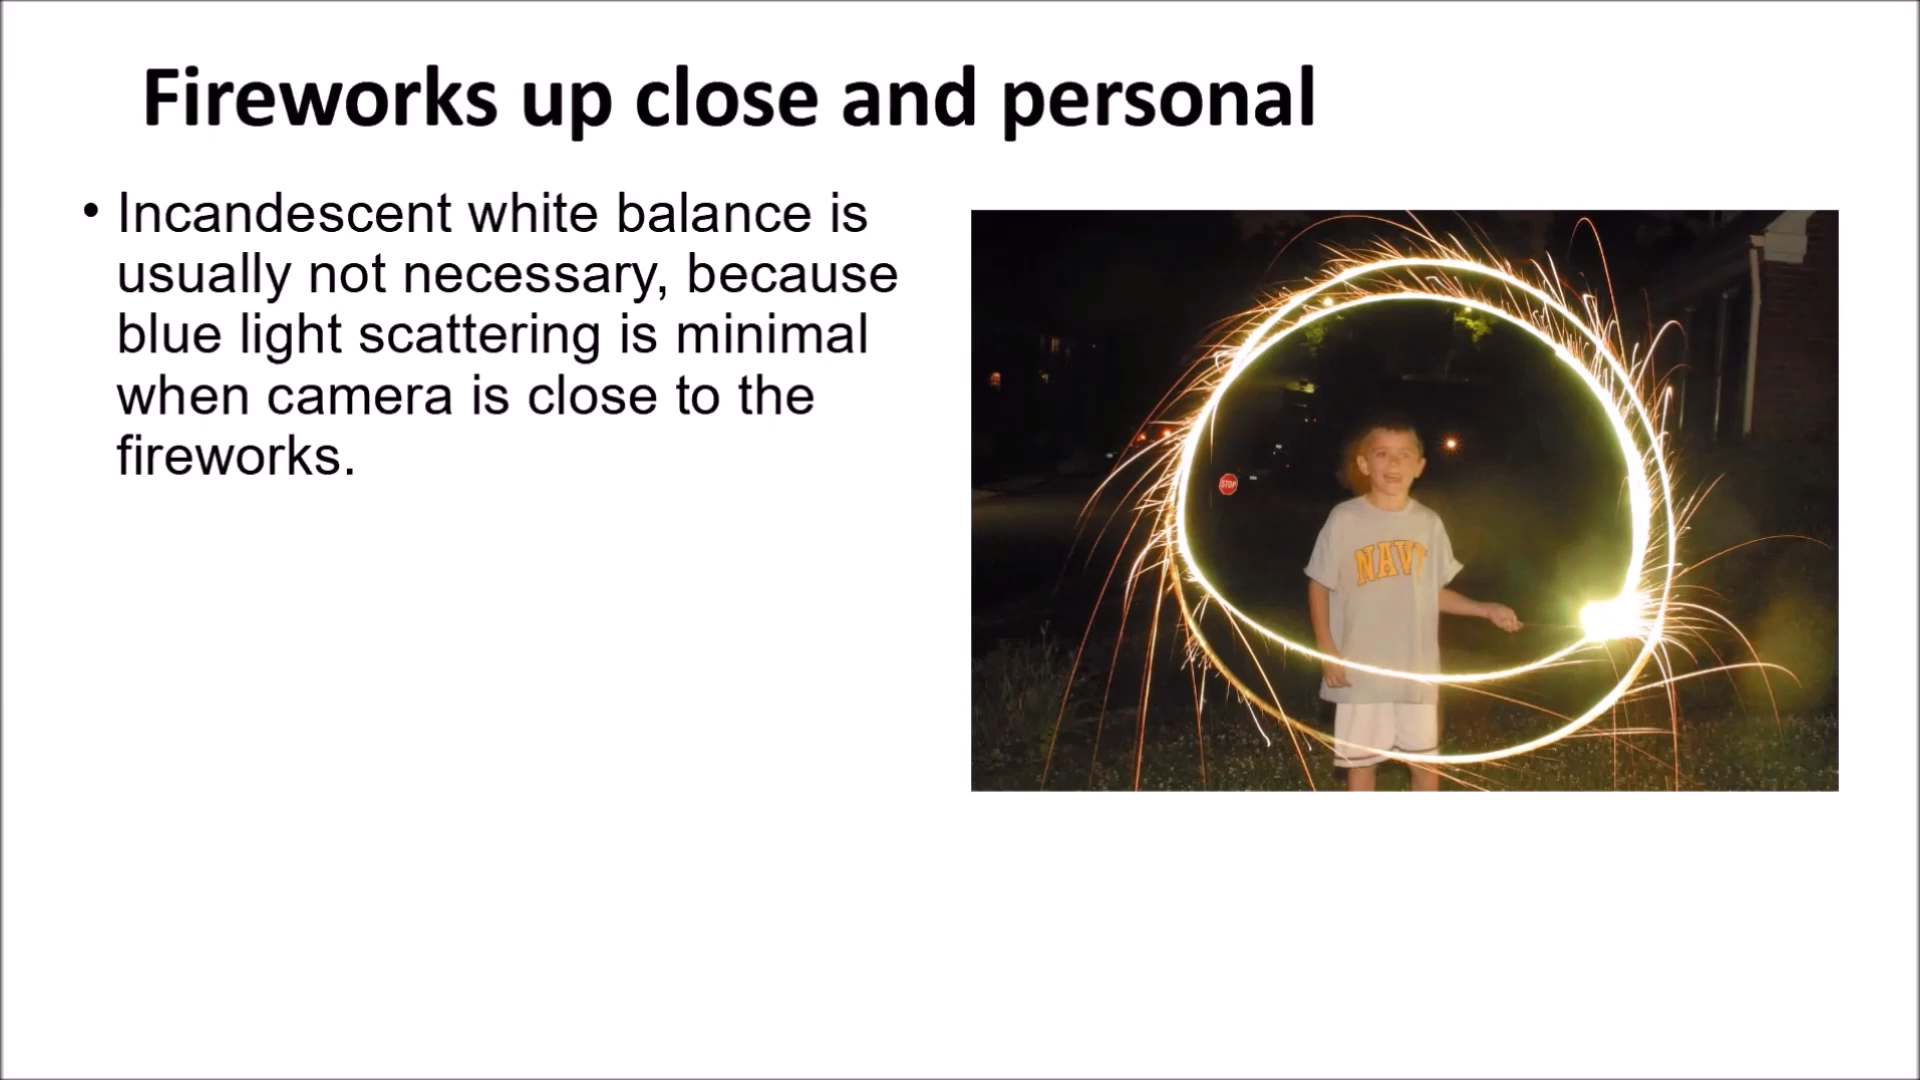 Fireworks up close and personal
• Incandescent white balance is
usually not necessary, because
blue light scattering is minimal
when camera is close to the
fireworks.
STOP
NAVY